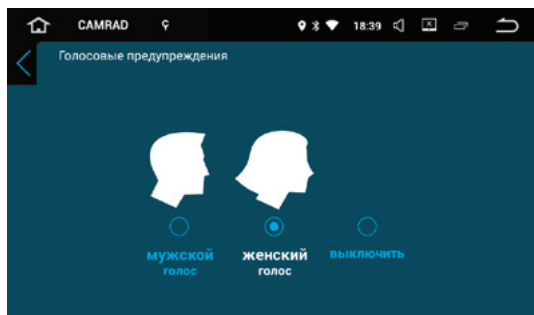 CAMRAD 18:39
Голосовые предупреждения
мужской женский выключить
голос голос